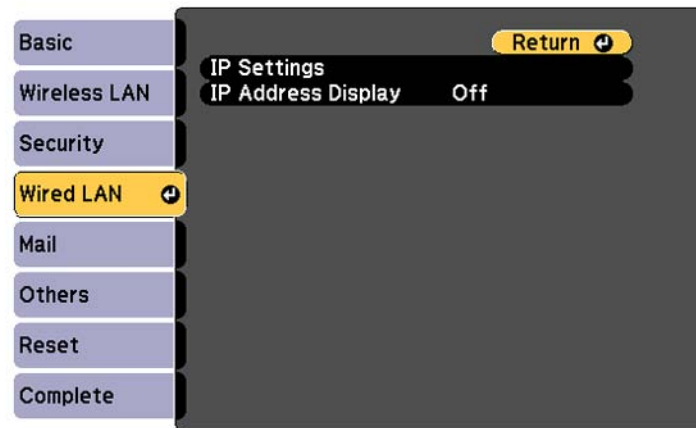 Basic
Wireless LAN
Security
Wired LAN
Mail
Others
Reset
Complete
Return
IP Settings
IP Address Display Off